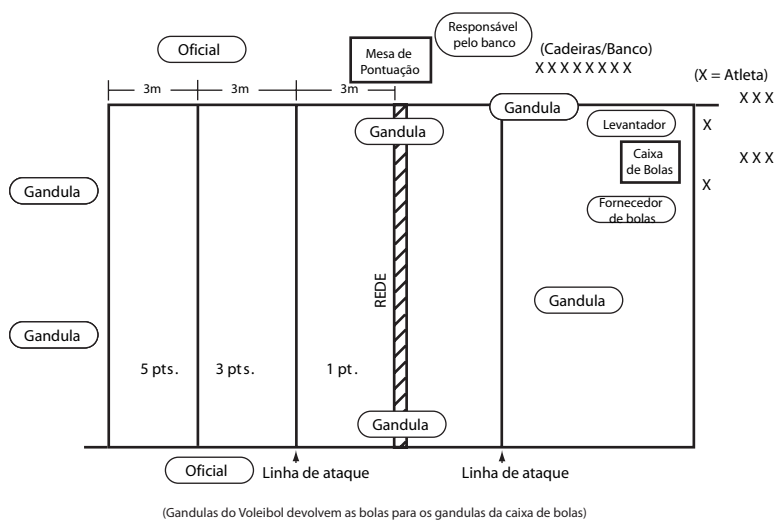 Responsável
pelo banco
Oficial
Mesa de
Pontuação
(Cadeiras/Banco)
X X X X X X X X
(X = Atleta)
3m
3m
3m
X X X
Gandula
Gandula
Levantador
X
Caixa
de Bolas
X X X
Gandula
X
Fornecedor
de bolas
REDE
Gandula
Gandula
5 pts.
3 pts.
1 pt.
Gandula
Oficial
Linha de ataque
Linha de ataque
(Gandulas do Voleibol devolvem as bolas para os gandulas da caixa de bolas)